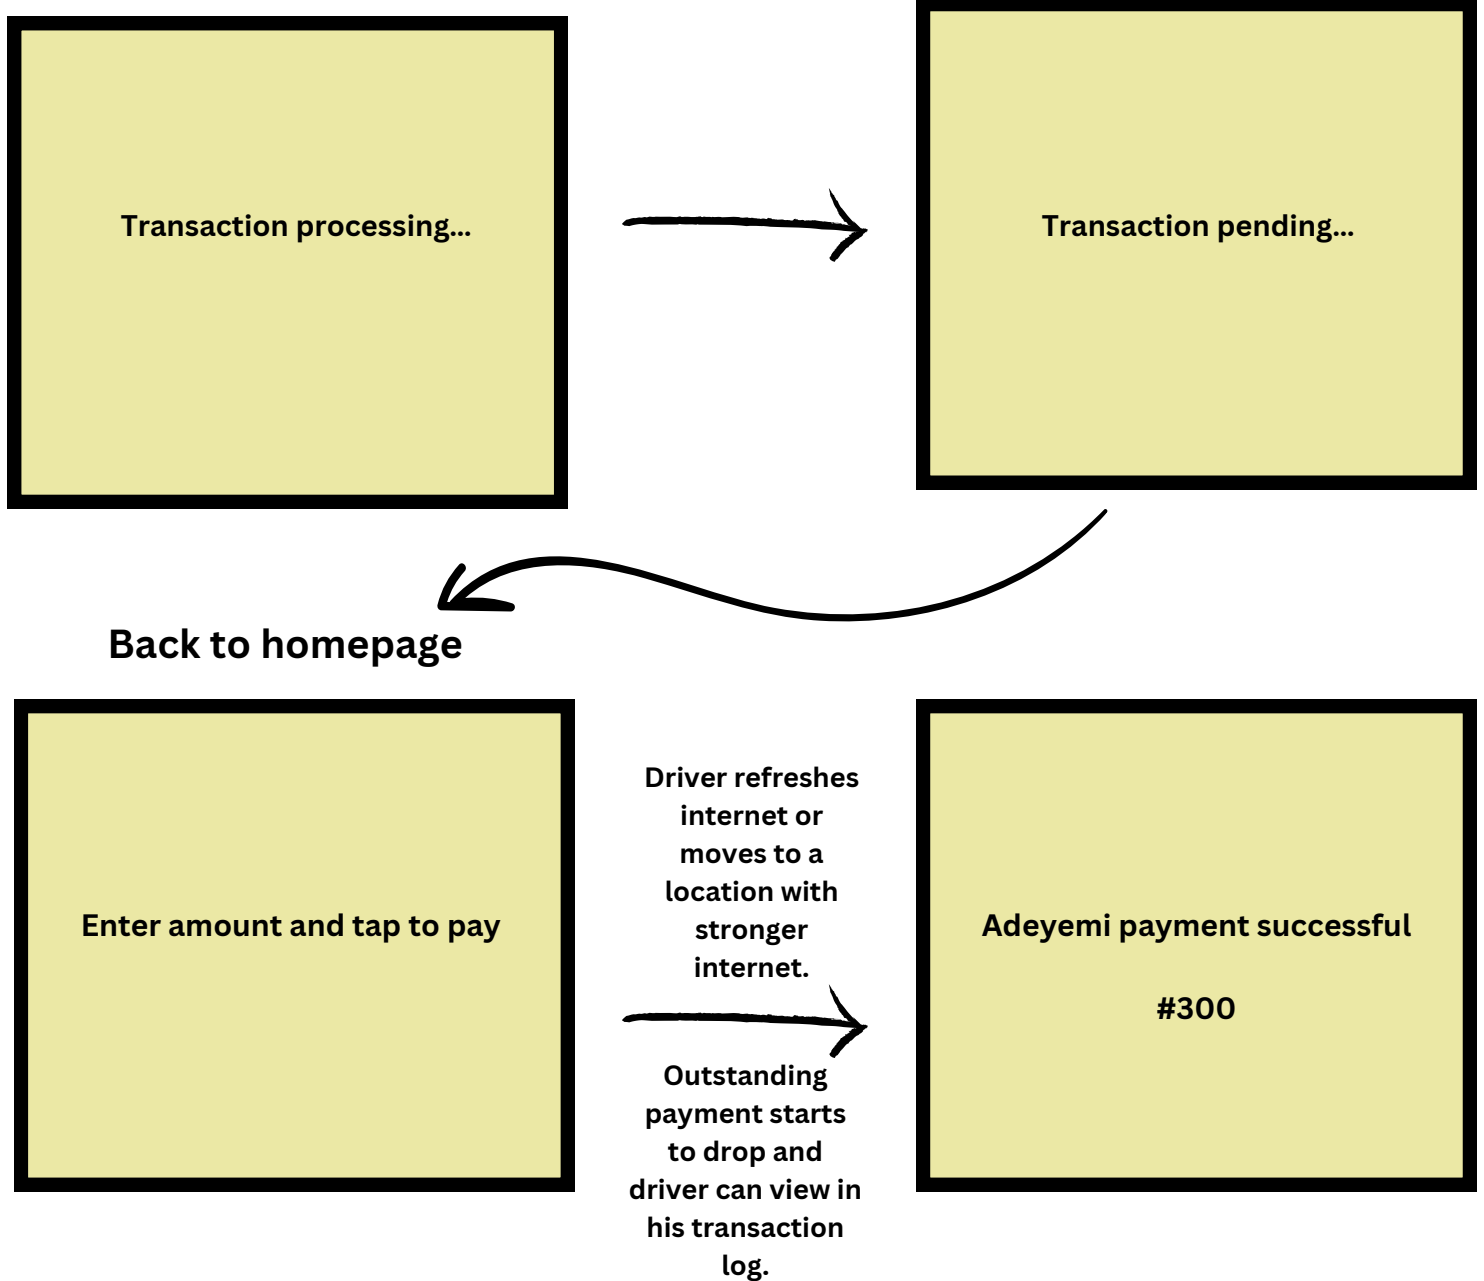 Transaction processing...
Transaction pending...
Back to homepage
Enter amount and tap to pay
Driver refreshes
internet or
moves to a
location with
stronger
internet.
Outstanding
payment starts
to drop and
driver can view in
his transaction
log.
Adeyemi payment successful
#300